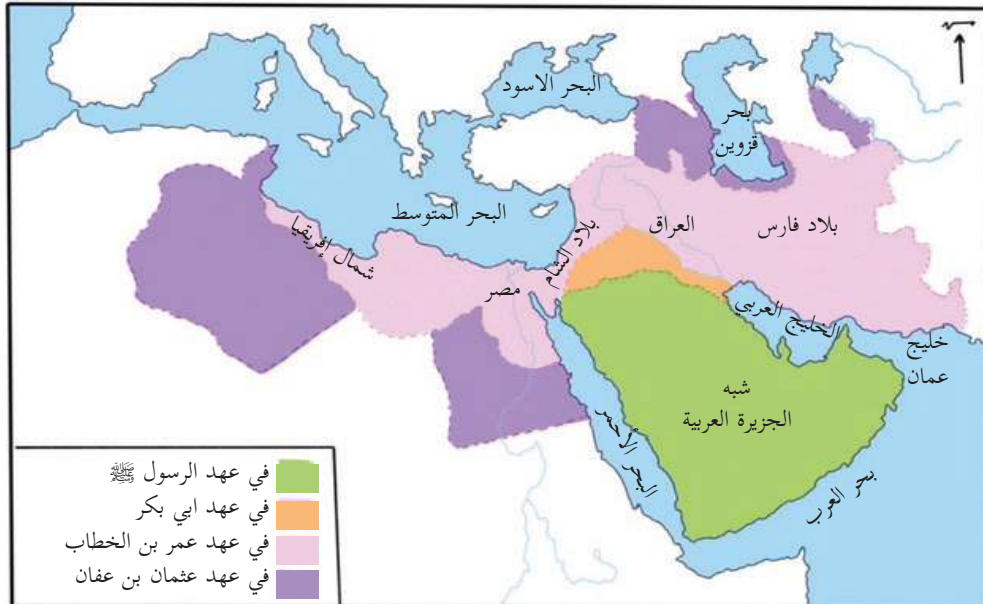 البحر الاسود
بحر
قزوين
البحر المتوسط
بلاد الشام
العراق
بلاد فارس
شمال إفريقيا
مصر
الخليج العربي
خليج
عمان
شبه
الجزيرة العربية
البحر الأحمر
بحر العرب
في عهد الرسول ﷺ
في عهد ابي بكر
في عهد عمر بن الخطاب
في عهد عثمان بن عفان